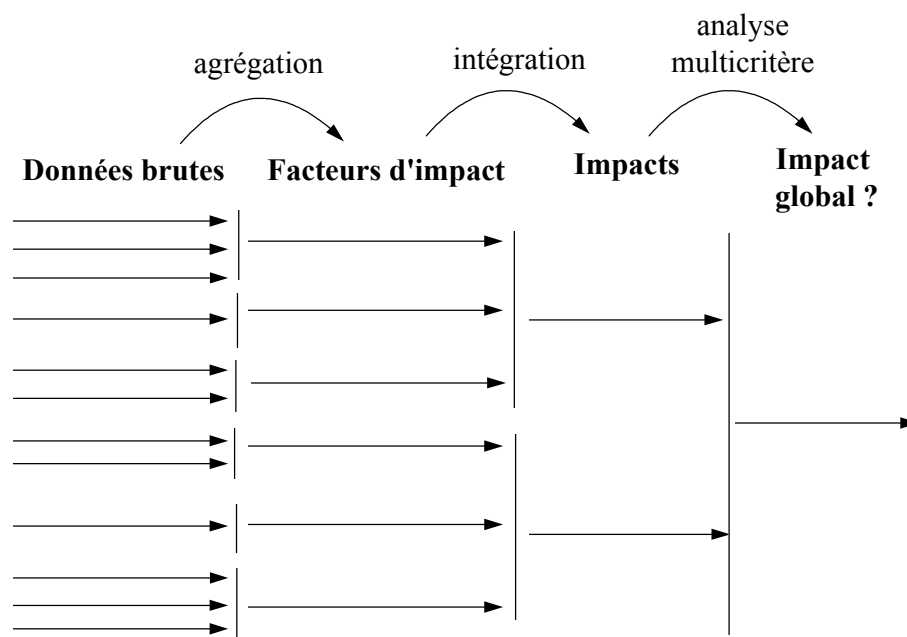 agrégation
intégration
analyse
multicritère
Données brutes
Facteurs d'impact
Impacts
Impact
global ?